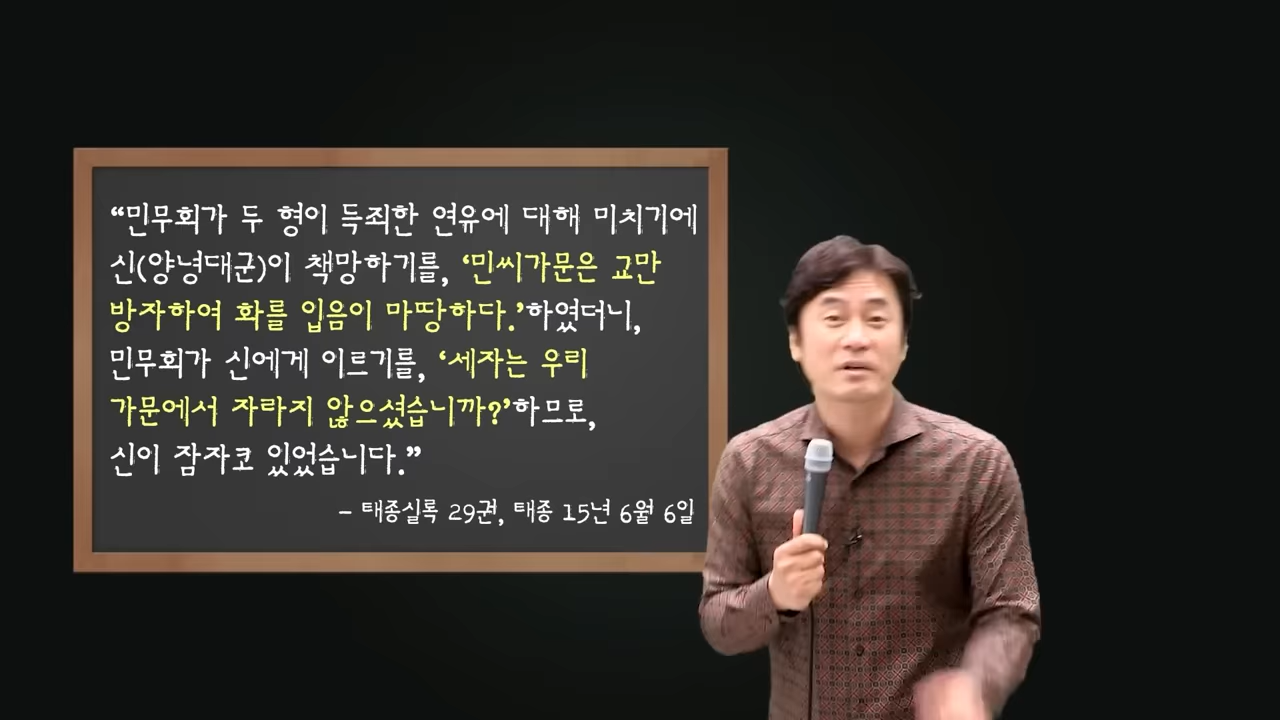 “민무회가 두 형이 득죄한 연유에 대해 미치기에
신(양녕대군)이 책망하기를, ‘민씨가문은 교만
방자하여 화를 입음이 마땅하다.’하였더니,
민무회가 신에게 이르기를, ‘세자는 우리
가문에서 자라지 않으셨습니까?’하므로,
신이 잠자코 있었습니다.”
– 태종실록 29권, 태종 15년 6월 6일